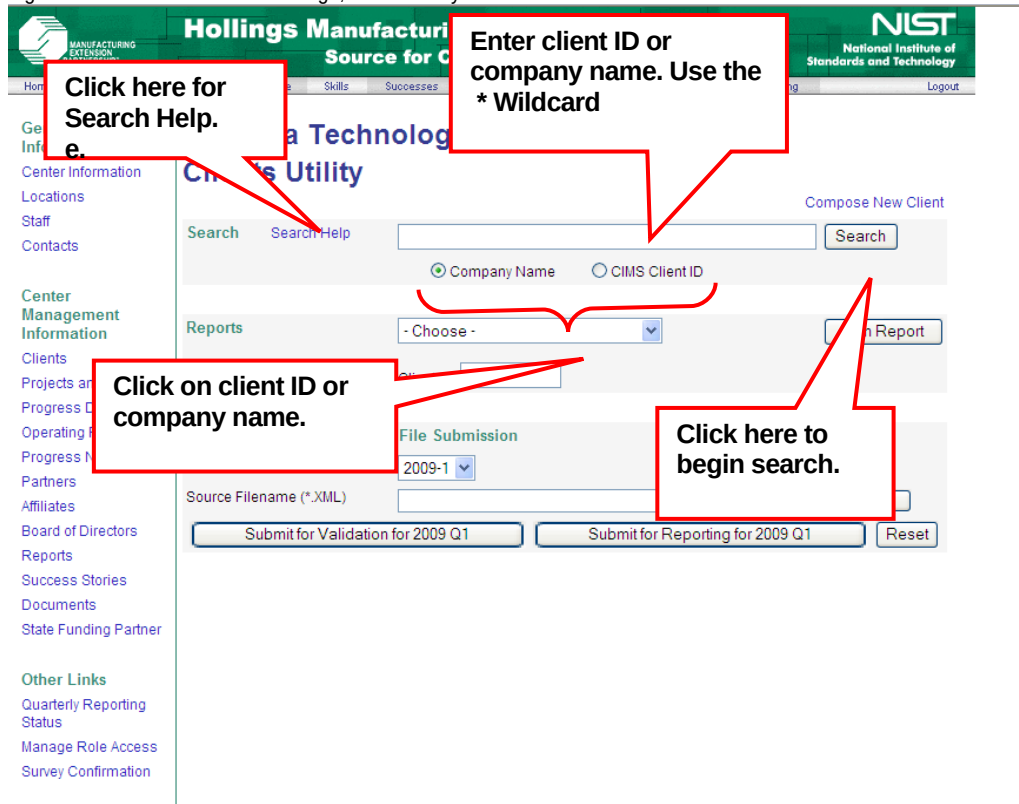 MANUFACTURING
EXTENSION
Hollings Manufacturi
Source for C
NIST
National Institute of
Standards and Technology
Skills
Successes
Logout
Click here for
Search Help.
e.
Enter client ID or
company name. Use the
* Wildcard
a Technolog
s Utility
Center Information
Locations
Staff
Contacts
Compose New Client
Search
Search Help
Search
Company Name
CIMS Client ID
Center
Management
Information
Clients
Projects an
Progress D
Operating
Progress N
Partners
Affiliates
Board of Directors
Reports
Success Stories
Documents
State Funding Partner
Reports
- Choose -
Report
Click on client ID or
company name.
Click here to
begin search.
File Submission
2009-1
Source Filename (*.XML)
Submit for Validation for 2009 Q1
Submit for Reporting for 2009 Q1
Reset
Other Links
Quarterly Reporting
Status
Manage Role Access
Survey Confirmation